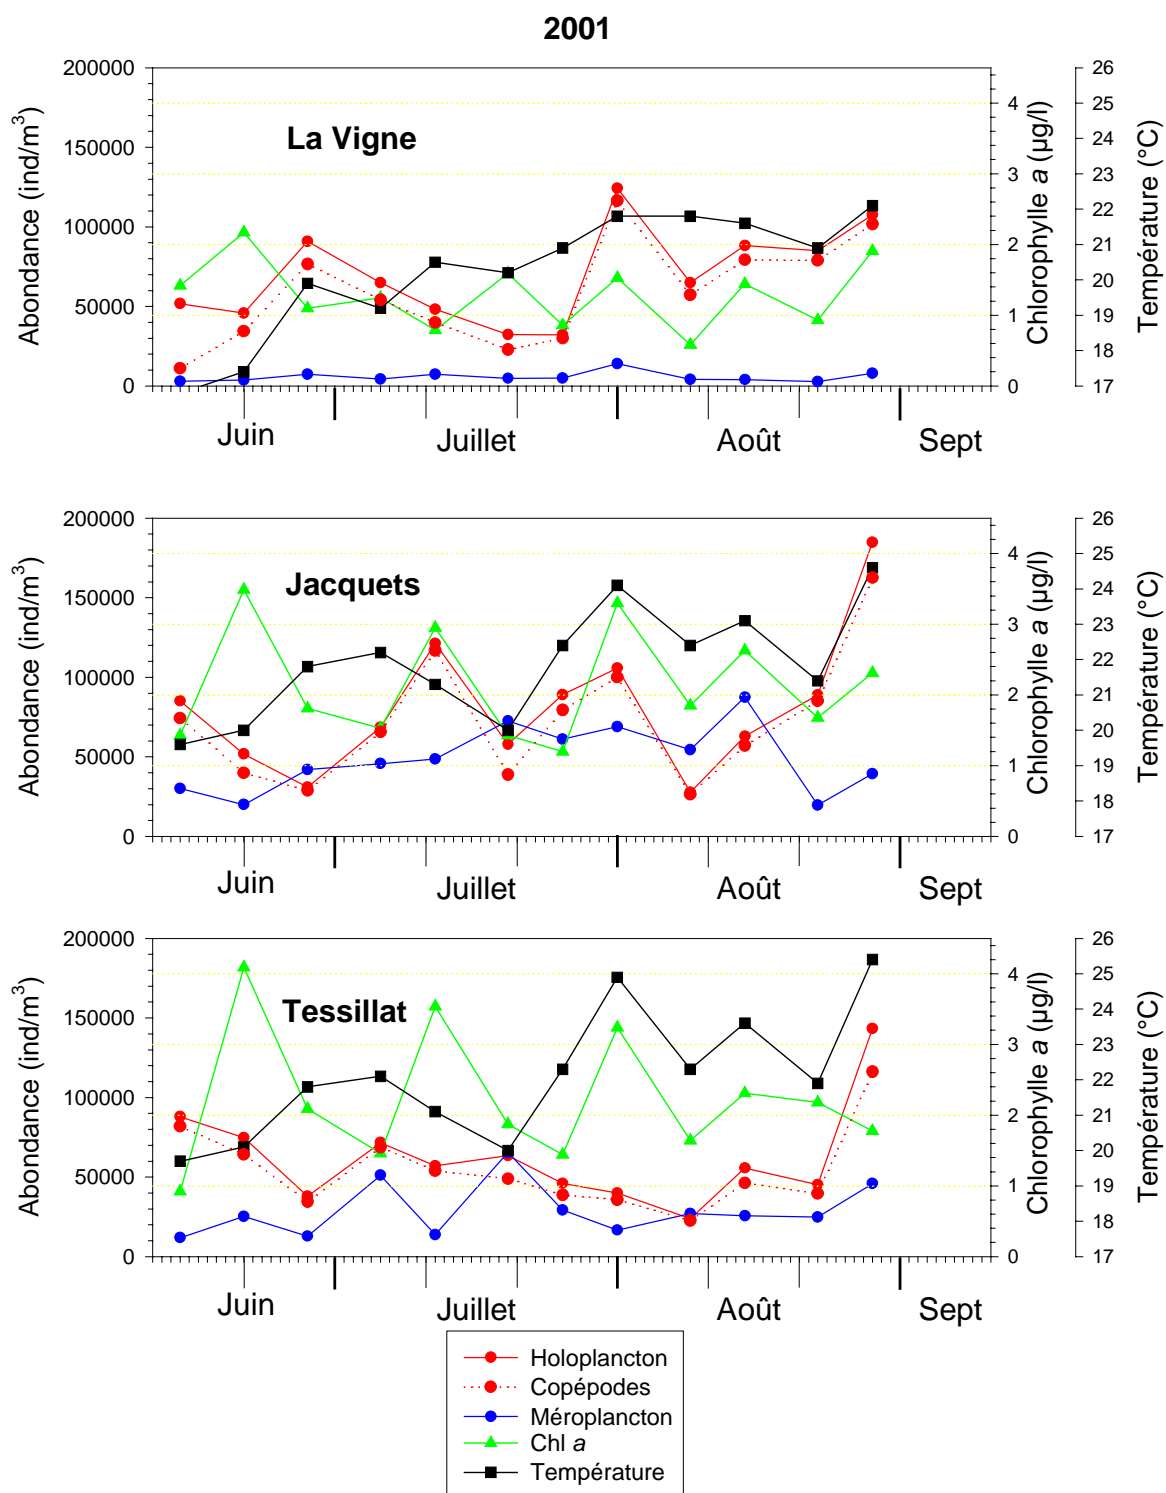 2001
La Vigne
Abondance (ind/m³)
200000
150000
100000
50000
0
4
3
2
1
0
Chlorophylle a (µg/l)
26
25
24
23
22
21
20
19
18
17
Température (°C)
Juin
Juillet
Août
Sept
Jacquets
Abondance (ind/m³)
200000
150000
100000
50000
0
4
3
2
1
0
Chlorophylle a (µg/l)
26
25
24
23
22
21
20
19
18
17
Température (°C)
Juin
Juillet
Août
Sept
Tessillat
Abondance (ind/m³)
200000
150000
100000
50000
0
4
3
2
1
0
Chlorophylle a (µg/l)
26
25
24
23
22
21
20
19
18
17
Température (°C)
Juin
Juillet
Août
Sept
Holoplancton
Copépodes
Méroplancton
Chl a
Température